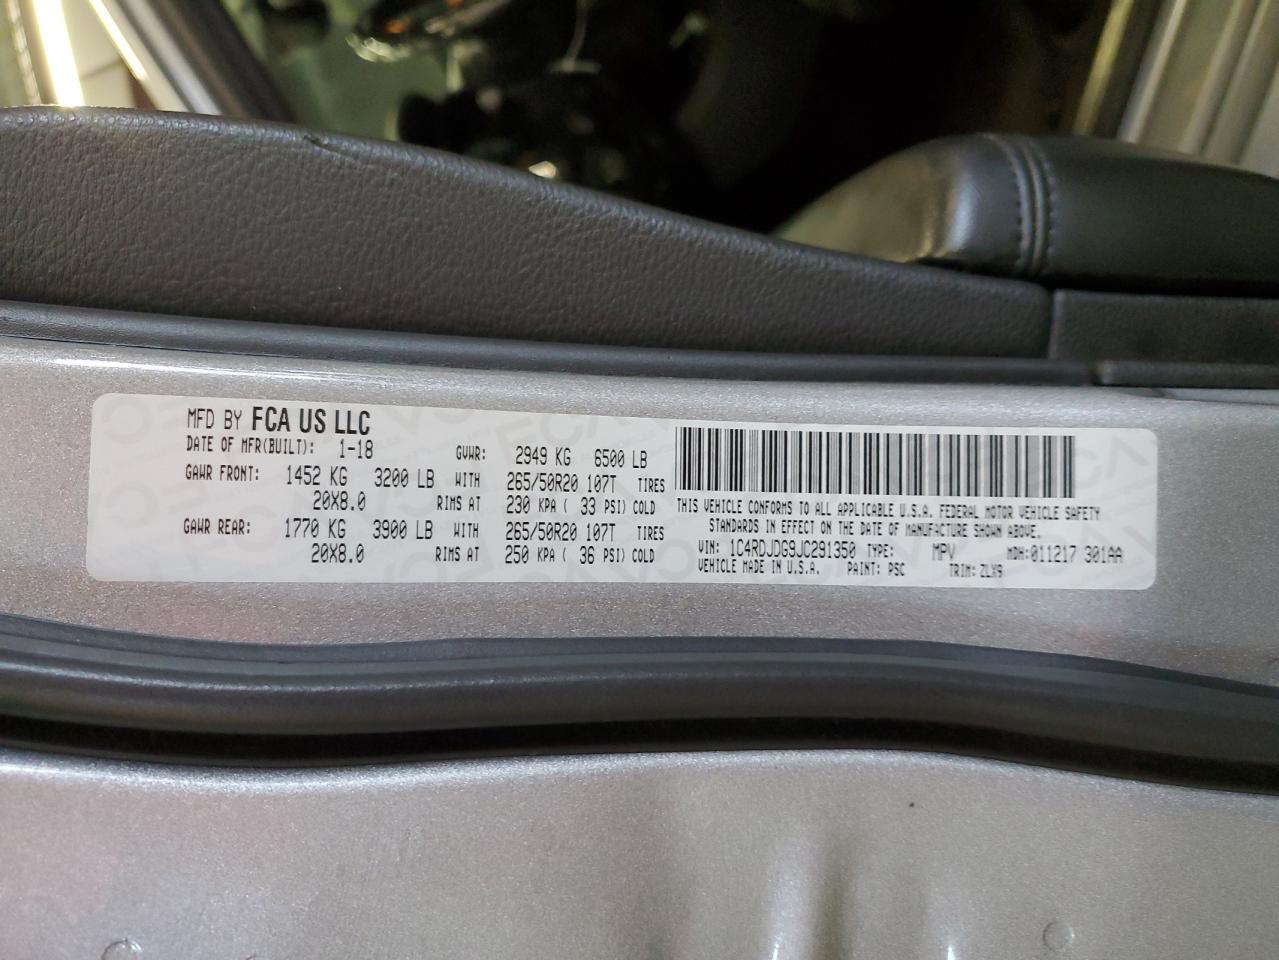 MFD BY FCA US LLC
DATE OF MFR(BUILT): 1-18 GVWR: 2949 KG 6500 LB
GAWR FRONT: 1452 KG 3200 LB WITH 265/50R20 107T TIRES
20X8.0 RIMS AT 230 KPA ( 33 PSI) COLD
GAWR REAR: 1770 KG 3900 LB WITH 265/50R20 107T TIRES
20X8.0 RIMS AT 250 KPA ( 36 PSI) COLD
THIS VEHICLE CONFORMS TO ALL APPLICABLE U.S.A. FEDERAL MOTOR VEHICLE SAFETY
STANDARDS IN EFFECT ON THE DATE OF MANUFACTURE SHOWN ABOVE.
VIN: 1C4RDJDG9JC291350 TYPE: MPV MDH:011217 301AA
VEHICLE MADE IN U.S.A. PAINT: PSC TRIM: ZLX9